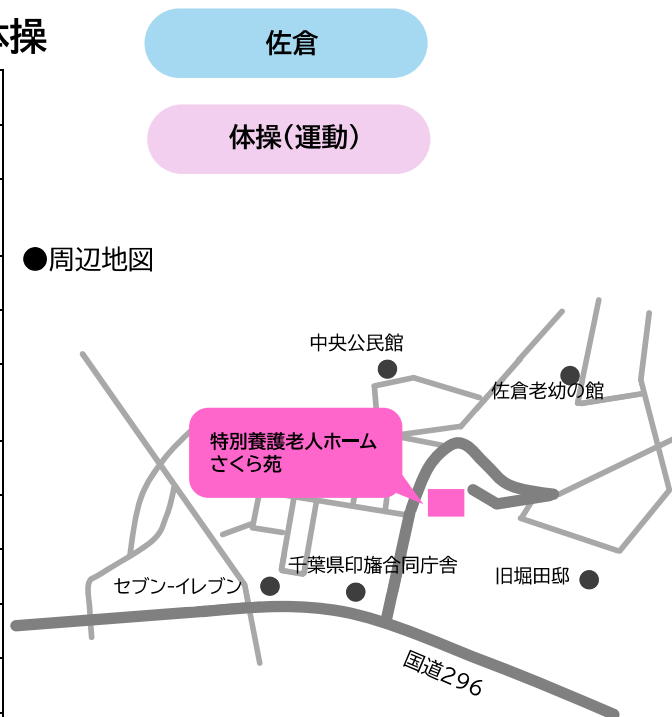 体操
佐倉
体操(運動)
●周辺地図
中央公民館
佐倉老幼の館
特別養護老人ホーム
さくら苑
千葉県印旛合同庁舎
セブン-イレブン
旧堀田邸
国道296